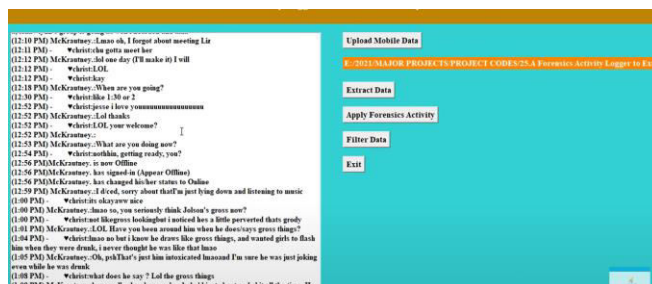 (12:10 PM) McKrautney.:Lmao oh, I forgot about meeting Liz
(12:11 PM) - ♥christ:chu gotta meet her
(12:12 PM) McKrautney.:lol one day (I'll make it) I will
(12:12 PM) - ♥christ:LOL
(12:12 PM) - ♥christ:kay
(12:18 PM) McKrautney.:When are you going?
(12:30 PM) - ♥christ:like 1:30 or 2
(12:52 PM) - ♥christ:jesse i love youuuuuuuuuuuuuuuuuu
(12:52 PM) McKrautney.:Lol thanks
(12:52 PM) - ♥christ:LOL your welcome?
(12:52 PM) McKrautney.:
(12:53 PM) McKrautney.:What are you doing now?
(12:54 PM) - ♥christ:nothhin, getting ready, you?
(12:56 PM)McKrautney. is now Offline
(12:56 PM)McKrautney. has signed-in (Appear Offline)
(12:56 PM)McKrautney. has changed his/her status to Online
(12:59 PM) McKrautney.:I d/ced, sorry about thatI'm just lying down and listening to music
(1:00 PM) - ♥christ:its okayaww nice
(1:00 PM) McKrautney.:lmao so, you seriously think Jolson's gross now?
(1:00 PM) - ♥christ:not likegross lookingbut i noticed hes a little perverted thats grody
(1:01 PM) McKrautney.:LOL Have you been around him when he does/says gross things?
(1:04 PM) - ♥christ:lmao no but i know he draws like gross things, and wanted girls to flash
him when they were drunk, i never thought he was like that lmao
(1:05 PM) McKrautney.:Oh, pshThat's just him intoxicated lmaoand I'm sure he was just joking
even while he was drunk
(1:08 PM) - ♥christ:what does he say ? Lol the gross things
Upload Mobile Data
E:/2021/MAJOR PROJECTS/PROJECT CODES/25.A Forensics Activity Logger to Ex
Extract Data
Apply Forensics Activity
Filter Data
Exit